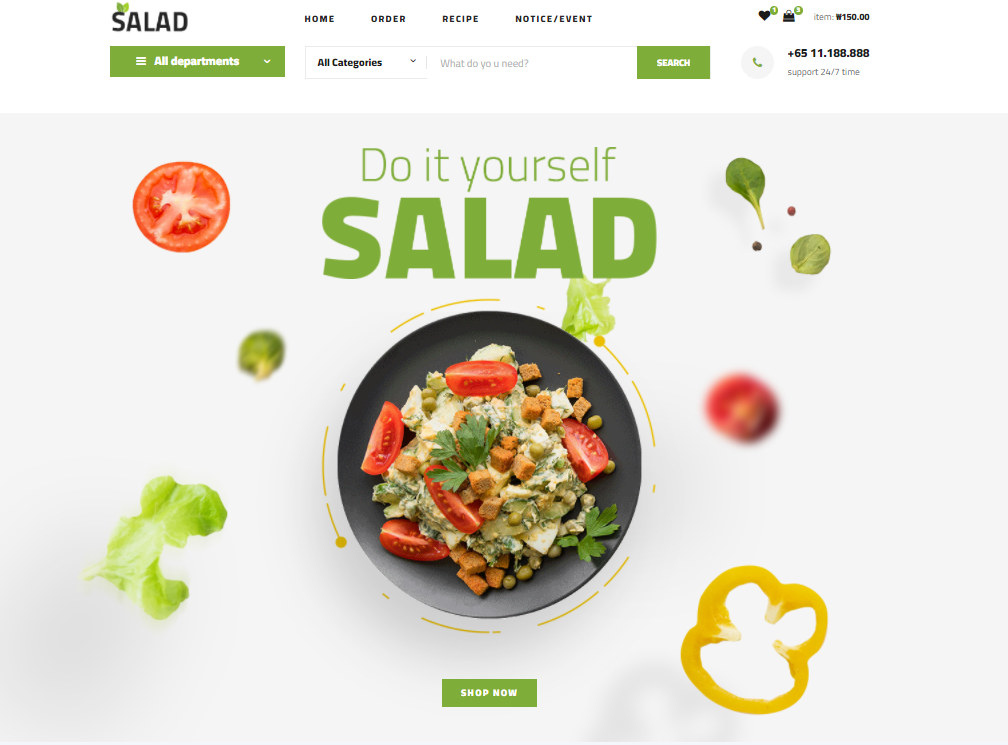 SALAD
HOME ORDER RECIPE NOTICE/EVENT
1 3 item: ₩150.00
All departments
All Categories What do yo u need? SEARCH
+65 11.188.888
support 24/7 time
Do it yourself
SALAD
SHOP NOW